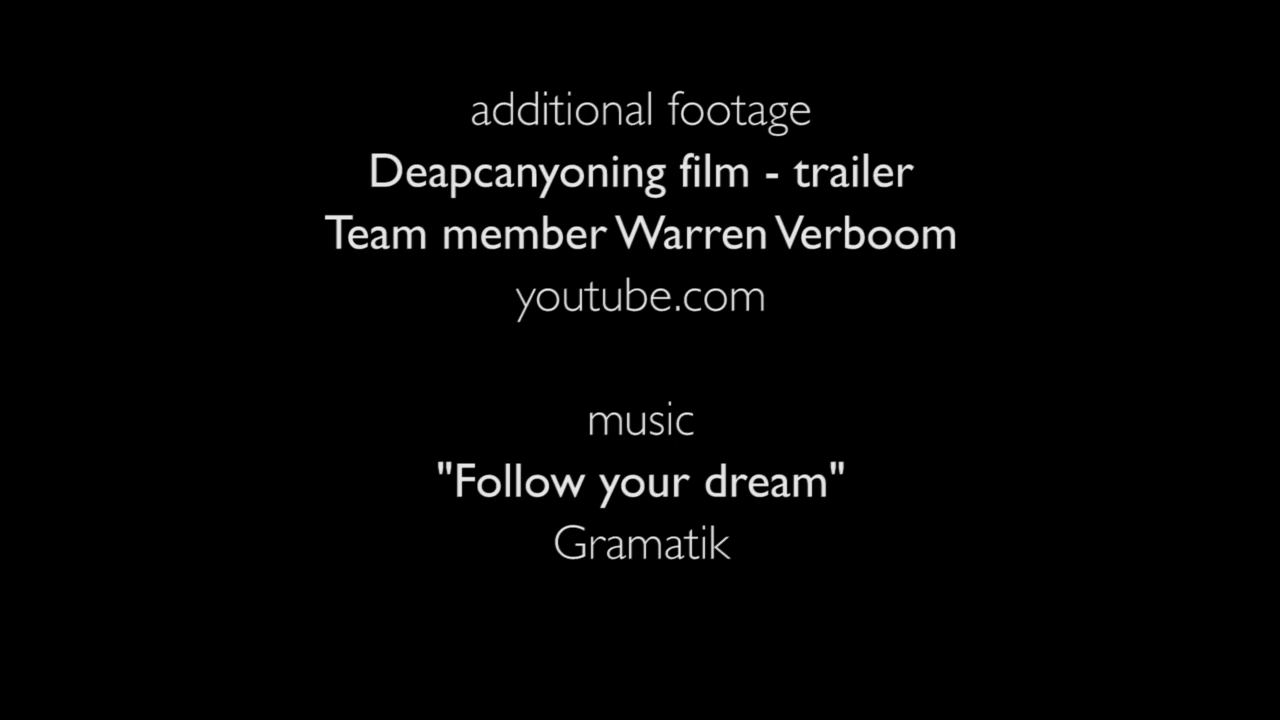 additional footage
Deapcanyoning film - trailer
Team member Warren Verboom
youtube.com
music
"Follow your dream"
Gramatik